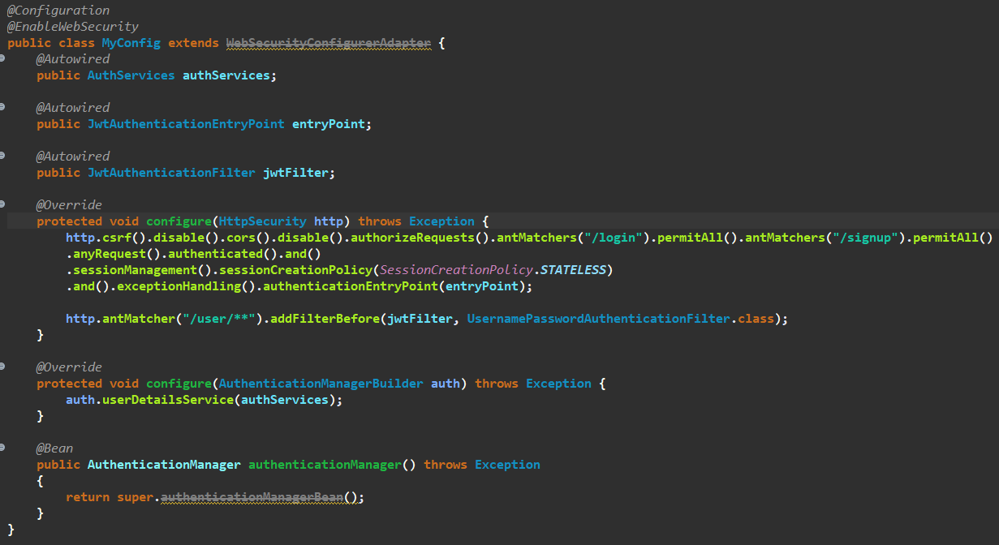 @Configuration
@EnableWebSecurity
public class MyConfig extends WebSecurityConfigurerAdapter {
@Autowired
public AuthServices authServices;
@Autowired
public JwtAuthenticationEntryPoint entryPoint;
@Autowired
public JwtAuthenticationFilter jwtFilter;
@Override
protected void configure(HttpSecurity http) throws Exception {
http.csrf().disable().cors().disable().authorizeRequests().antMatchers("/login").permitAll().antMatchers("/signup").permitAll()
.anyRequest().authenticated().and()
.sessionManagement().sessionCreationPolicy(SessionCreationPolicy.STATELESS)
.and().exceptionHandling().authenticationEntryPoint(entryPoint);
http.antMatcher("/user/**").addFilterBefore(jwtFilter, UsernamePasswordAuthenticationFilter.class);
}
@Override
protected void configure(AuthenticationManagerBuilder auth) throws Exception {
auth.userDetailsService(authServices);
}
@Bean
public AuthenticationManager authenticationManager() throws Exception
{
return super.authenticationManagerBean();
}
}